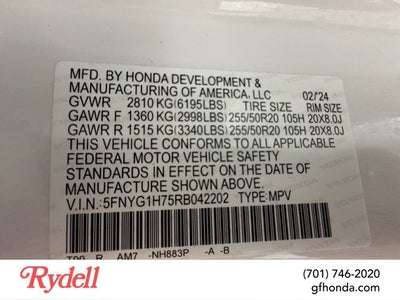 MFD. BY HONDA DEVELOPMENT &
MANUFACTURING OF AMERICA, LLC 02/24
GVWR 2810 KG(6195LBS) TIRE SIZE RIM SIZE
GAWR F 1360 KG(2998LBS) 255/50R20 105H 20X8.0J
GAWR R 1515 KG(3340LBS) 255/50R20 105H 20X8.0J
THIS VEHICLE CONFORMS TO ALL APPLICABLE
FEDERAL MOTOR VEHICLE SAFETY
STANDARDS IN EFFECT ON THE DATE OF
MANUFACTURE SHOWN ABOVE.
V.I.N.: 5FNYG1H75RB042202 TYPE: MPV
R AM7 -NH883P -A -B
Rydell
(701) 746-2020
gfhonda.com